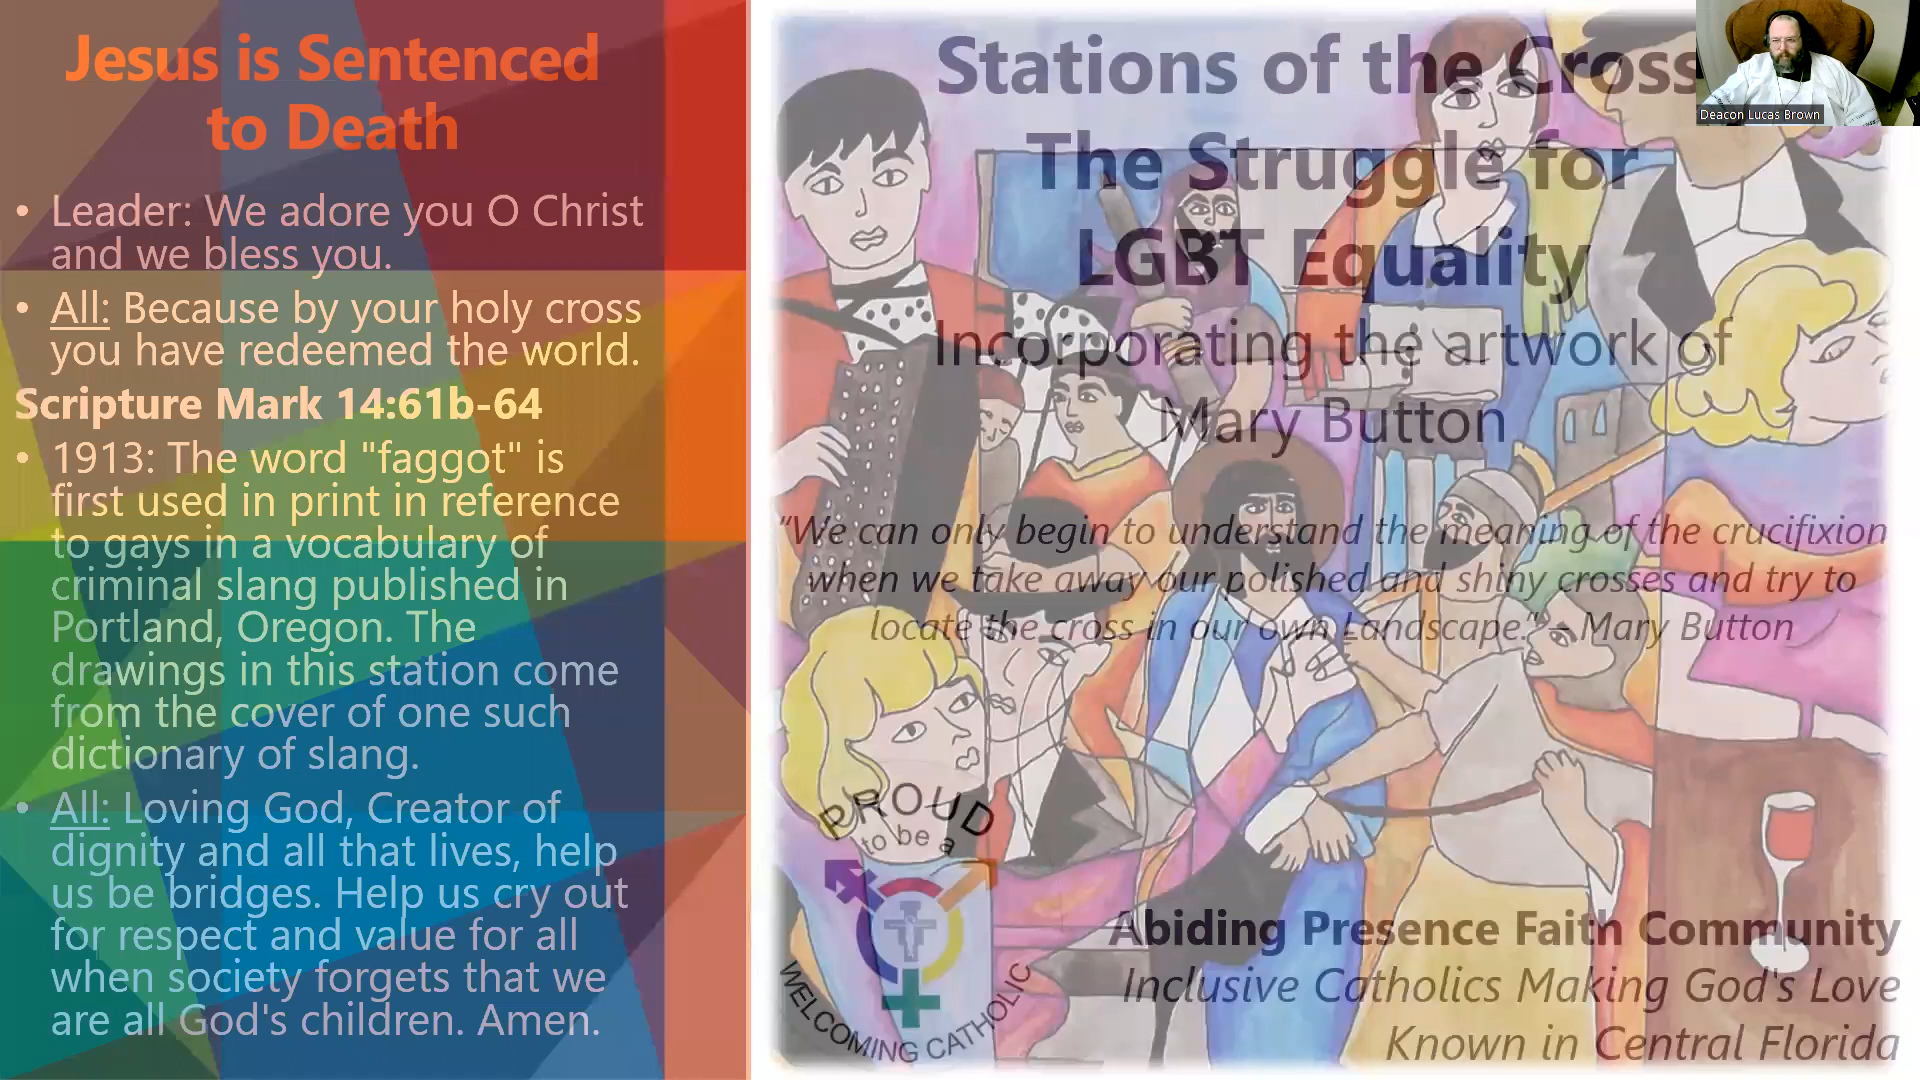 Jesus is Sentenced
to Death
• Leader: We adore you O Christ
and we bless you.
• All: Because by your holy cross
you have redeemed the world.
Scripture Mark 14:61b-64
• 1913: The word "faggot" is
first used in print in reference
to gays in a vocabulary of
criminal slang published in
Portland, Oregon. The
drawings in this station come
from the cover of one such
dictionary of slang.
• All: Loving God, Creator of
dignity and all that lives, help
us be bridges. Help us cry out
for respect and value for all
when society forgets that we
are all God's children. Amen.
Stations of the Cross
The Struggle for
LGBT Equality
Incorporating the artwork of
Mary Button
"We can only begin to understand the meaning of the crucifixion
when we take away our polished and shiny crosses and try to
locate the cross in our own Landscape." - Mary Button
PROUD
to be a
WELCOMING CATHOLIC
Abiding Presence Faith Community
Inclusive Catholics Making God's Love
Known in Central Florida
Deacon Lucas Brown